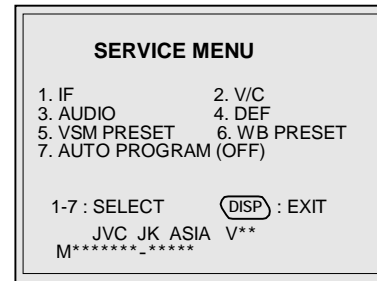 SERVICE MENU
1. IF 2. V/C
3. AUDIO 4. DEF
5. VSM PRESET 6. WB PRESET
7. AUTO PROGRAM (OFF)
1-7 : SELECT DISP : EXIT
JVC JK ASIA V**
M*******-*****